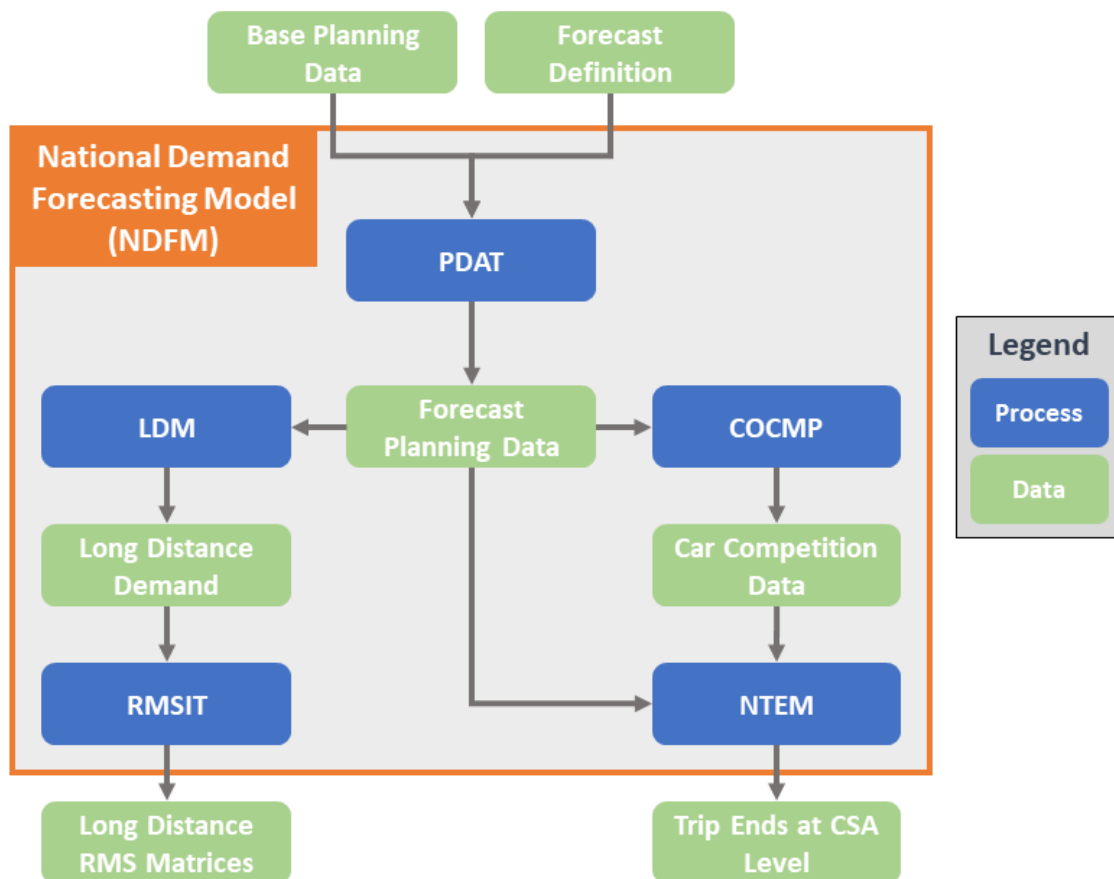 Base Planning
Data
Forecast
Definition
National Demand
Forecasting Model
(NDFM)
PDAT
LDM
Forecast
Planning Data
COCMP
Legend
Process
Data
Long Distance
Demand
Car Competition
Data
RMSIT
NTEM
Long Distance
RMS Matrices
Trip Ends at CSA
Level